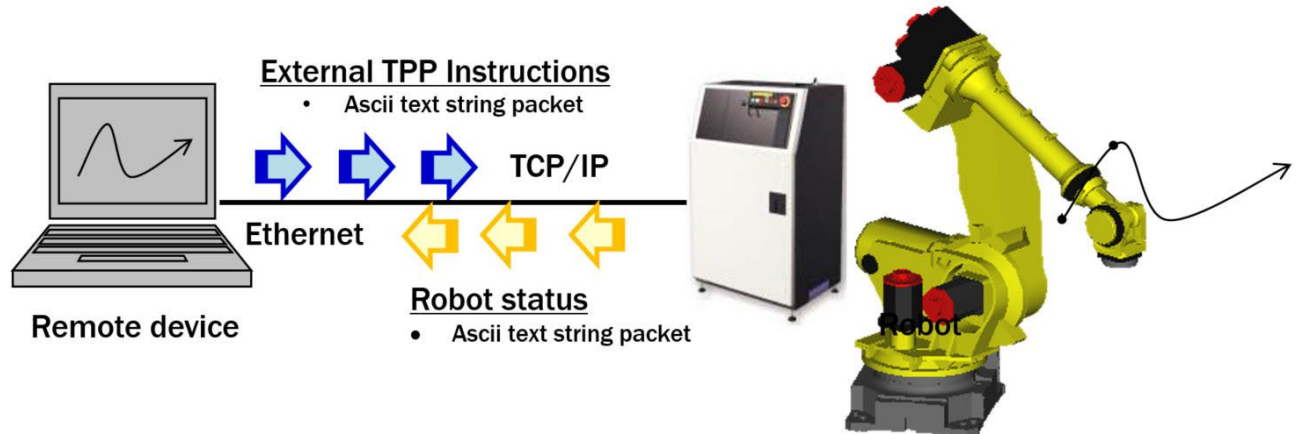 External TPP Instructions
• Ascii text string packet
TCP/IP
Ethernet
Robot status
• Ascii text string packet
Remote device
Robot